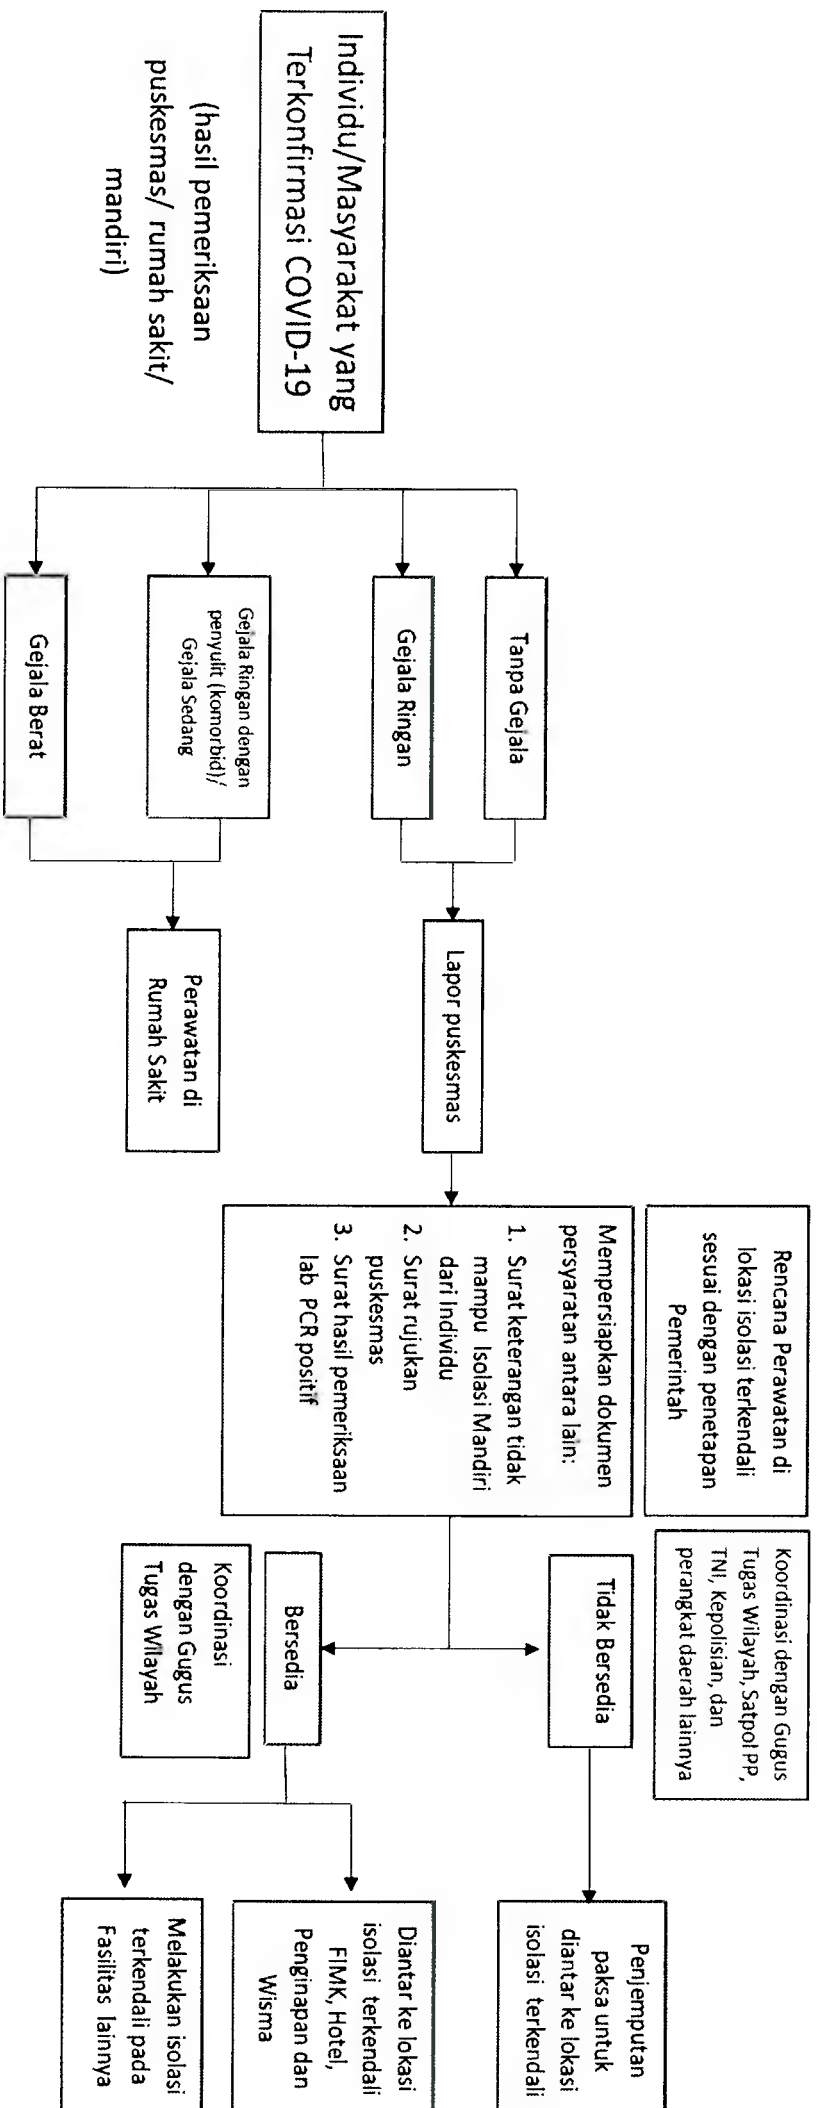 Individu/Masyarakat yang
Terkonfirmasi COVID-19
(hasil pemeriksaan
puskesmas/ rumah sakit/
mandiri)
Tanpa Gejala
Gejala Ringan
Gejala Ringan dengan
penyulit (komorbid)/
Gejala Sedang
Gejala Berat
Lapor puskesmas
Perawatan di
Rumah Sakit
Rencana Perawatan di
lokasi isolasi terkendali
sesuai dengan penetapan
Pemerintah
Mempersiapkan dokumen
persyaratan antara lain:
1. Surat keterangan tidak
mampu Isolasi Mandiri
dari Individu
2. Surat rujukan
puskesmas
3. Surat hasil pemeriksaan
lab PCR positif
Koordinasi dengan Gugus
Tugas Wilayah, Satpol PP,
TNI, Kepolisian, dan
perangkat daerah lainnya
Tidak Bersedia
Bersedia
Koordinasi
dengan Gugus
Tugas Wilayah
Penjemputan
paksa untuk
diantar ke lokasi
isolasi terkendali
Diantar ke lokasi
isolasi terkendali
FIMK, Hotel,
Penginapan dan
Wisma
Melakukan isolasi
terkendali pada
Fasilitas lainnya